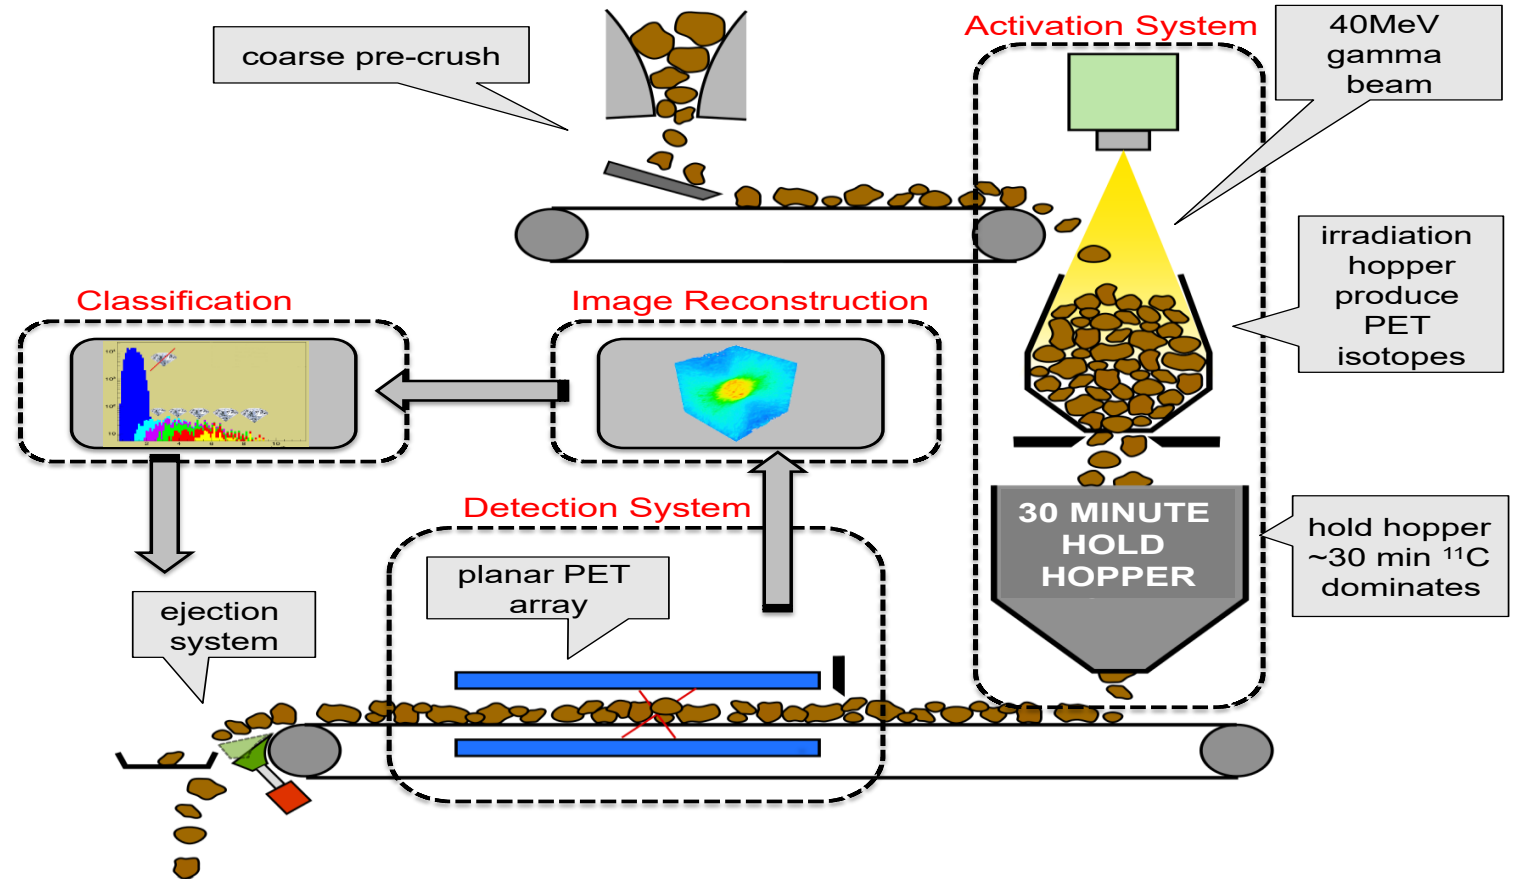 coarse pre-crush
Activation System
40MeV
gamma
beam
irradiation
hopper
produce
PET
isotopes
Classification
Image Reconstruction
30 MINUTE
HOLD
HOPPER
hold hopper
~30 min ¹¹C
dominates
Detection System
planar PET
array
ejection
system